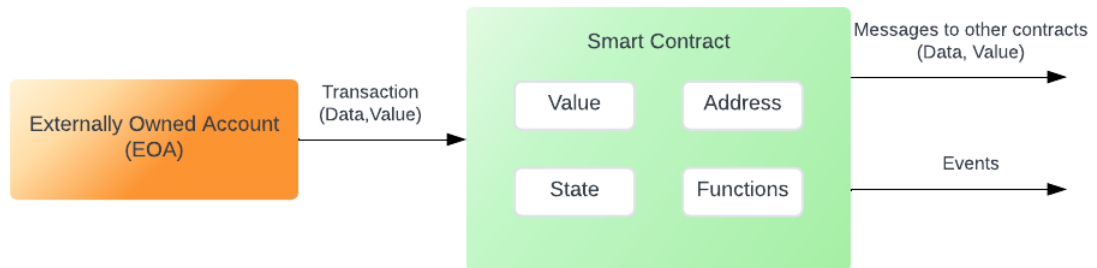 Externally Owned Account
(EOA)
Transaction
(Data,Value)
Smart Contract
Value
Address
State
Functions
Messages to other contracts
(Data, Value)
Events